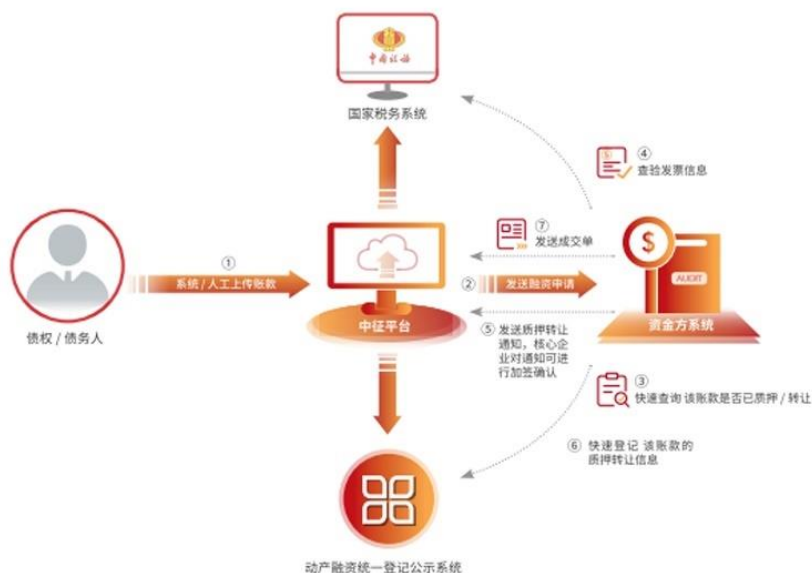 中国税务
国家税务系统
④
查验发票信息
⑦
发送成交单
$
AUDIT
①
系统 / 人工上传账款
②
发送融资申请
债权 / 债务人
中征平台
资金方系统
⑤ 发送质押转让
通知，核心企
业对通知可进
行加签确认
③
快速查询 该账款是否已质押 / 转让
⑥ 快速登记 该账款的
质押转让信息
动产融资统一登记公示系统